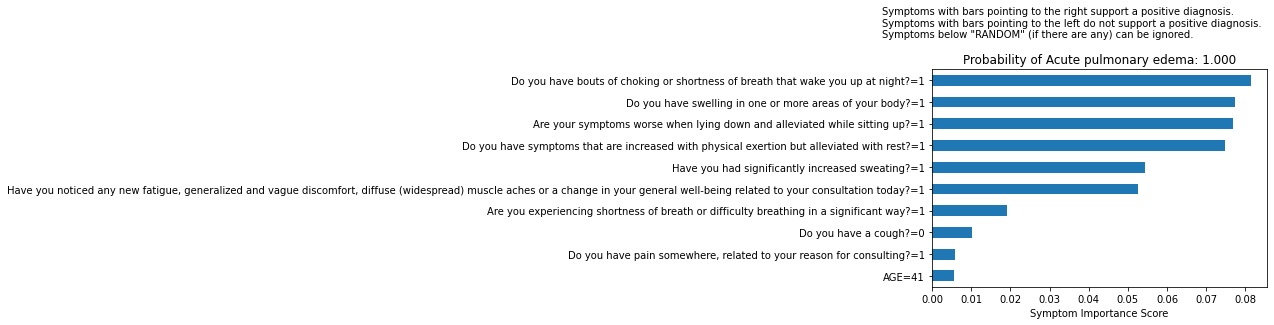 Symptoms with bars pointing to the right support a positive diagnosis.
Symptoms with bars pointing to the left do not support a positive diagnosis.
Symptoms below "RANDOM" (if there are any) can be ignored.
Probability of Acute pulmonary edema: 1.000
Do you have bouts of choking or shortness of breath that wake you up at night?=1
Do you have swelling in one or more areas of your body?=1
Are your symptoms worse when lying down and alleviated while sitting up?=1
Do you have symptoms that are increased with physical exertion but alleviated with rest?=1
Have you had significantly increased sweating?=1
Have you noticed any new fatigue, generalized and vague discomfort, diffuse (widespread) muscle aches or a change in your general well-being related to your consultation today?=1
Are you experiencing shortness of breath or difficulty breathing in a significant way?=1
Do you have a cough?=0
Do you have pain somewhere, related to your reason for consulting?=1
AGE=41
0.00 0.01 0.02 0.03 0.04 0.05 0.06 0.07 0.08
Symptom Importance Score